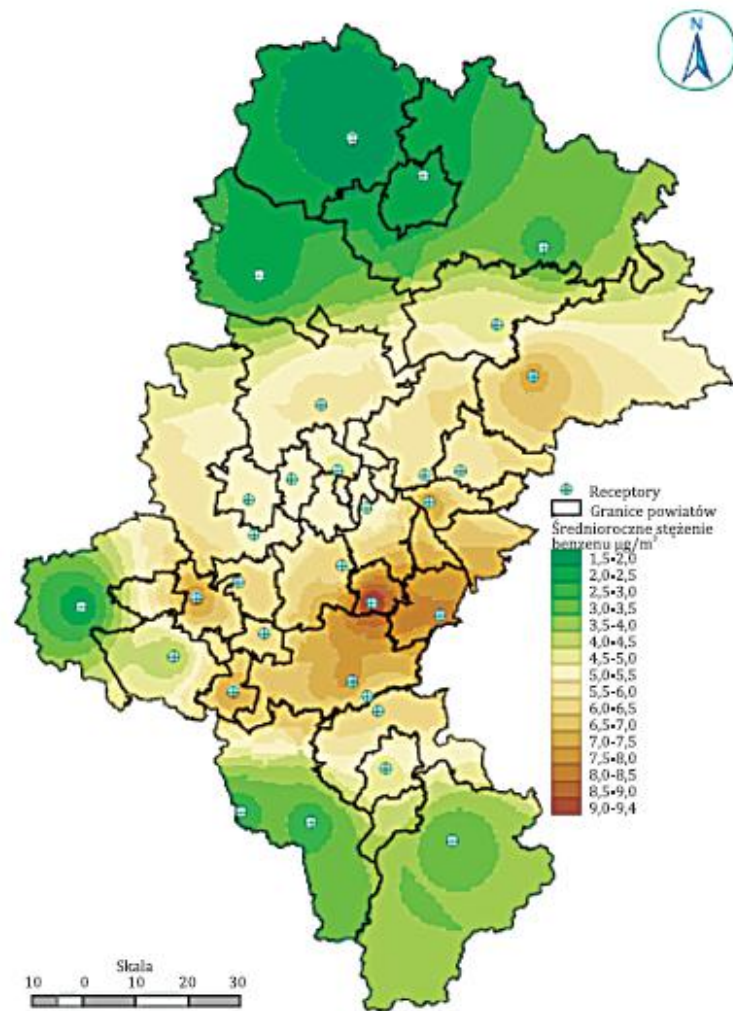 N
Receptory
Granice powiatów
Średnioroczne stężenie
benzenu µg/m³
1,5•2,0
2,0•2,5
2,5•3,0
3,0•3,5
3,5•4,0
4,0•4,5
4,5•5,0
5,0•5,5
5,5•6,0
6,0•6,5
6,5•7,0
7,0•7,5
7,5•8,0
8,0•8,5
8,5•9,0
9,0•9,4
Skala
10 0 10 20 30